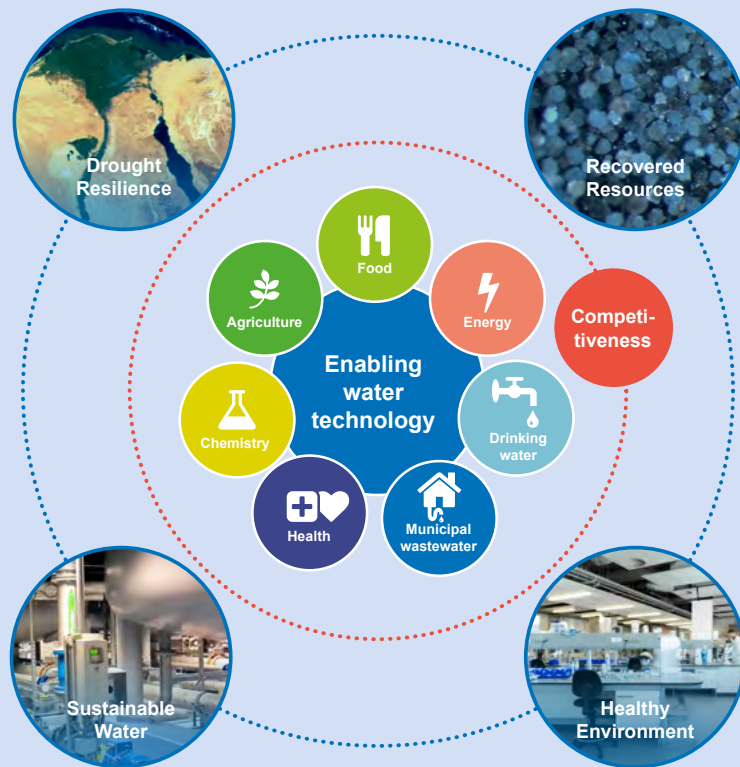 Drought
Resilience
Recovered
Resources
Food
Agriculture
Energy
Competi-
tiveness
Enabling
water
technology
Chemistry
Drinking
water
Health
Municipal
wastewater
Sustainable
Water
Healthy
Environment